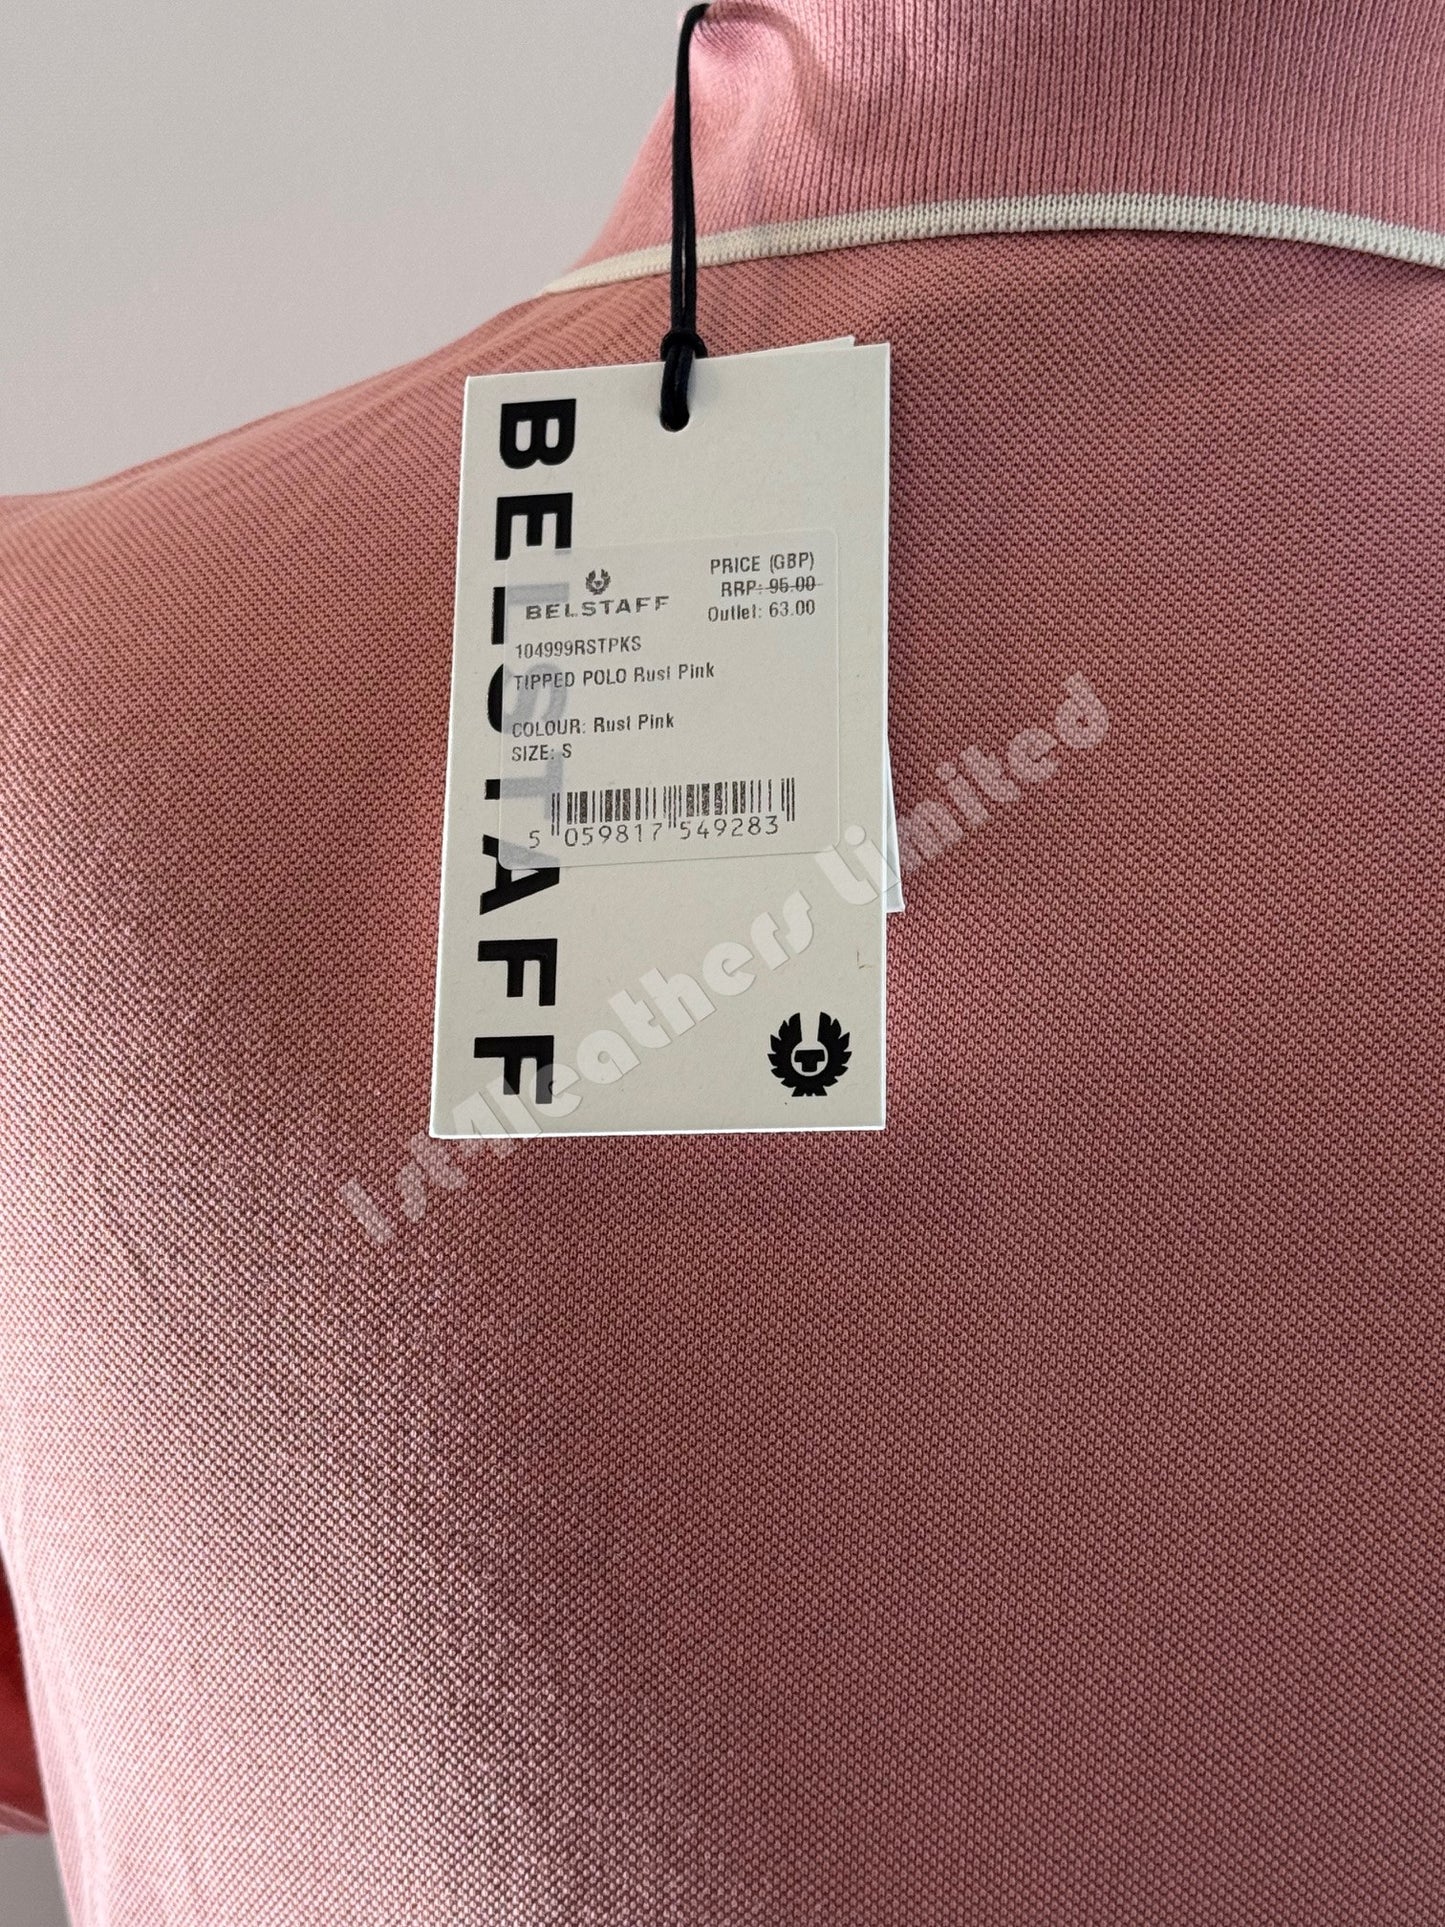 BELSTAFF
BELSTAFF
PRICE (GBP)
RRP: 95.00
Outlet: 63.00
104999RSTPKS
TIPPED POLO Rust Pink
COLOUR: Rust Pink
SIZE: S
5 059817 549283
1st4leathers limited